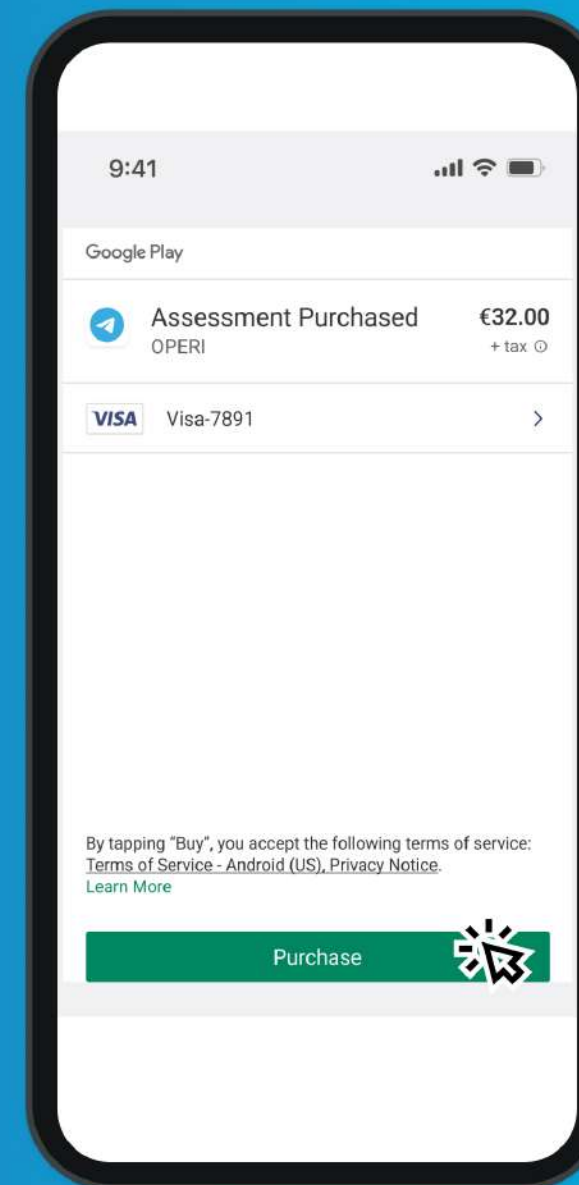 9:41
Google Play
Assessment Purchased €32.00
OPERI + tax
VISA Visa-7891
By tapping “Buy”, you accept the following terms of service:
Terms of Service - Android (US), Privacy Notice.
Learn More
Purchase